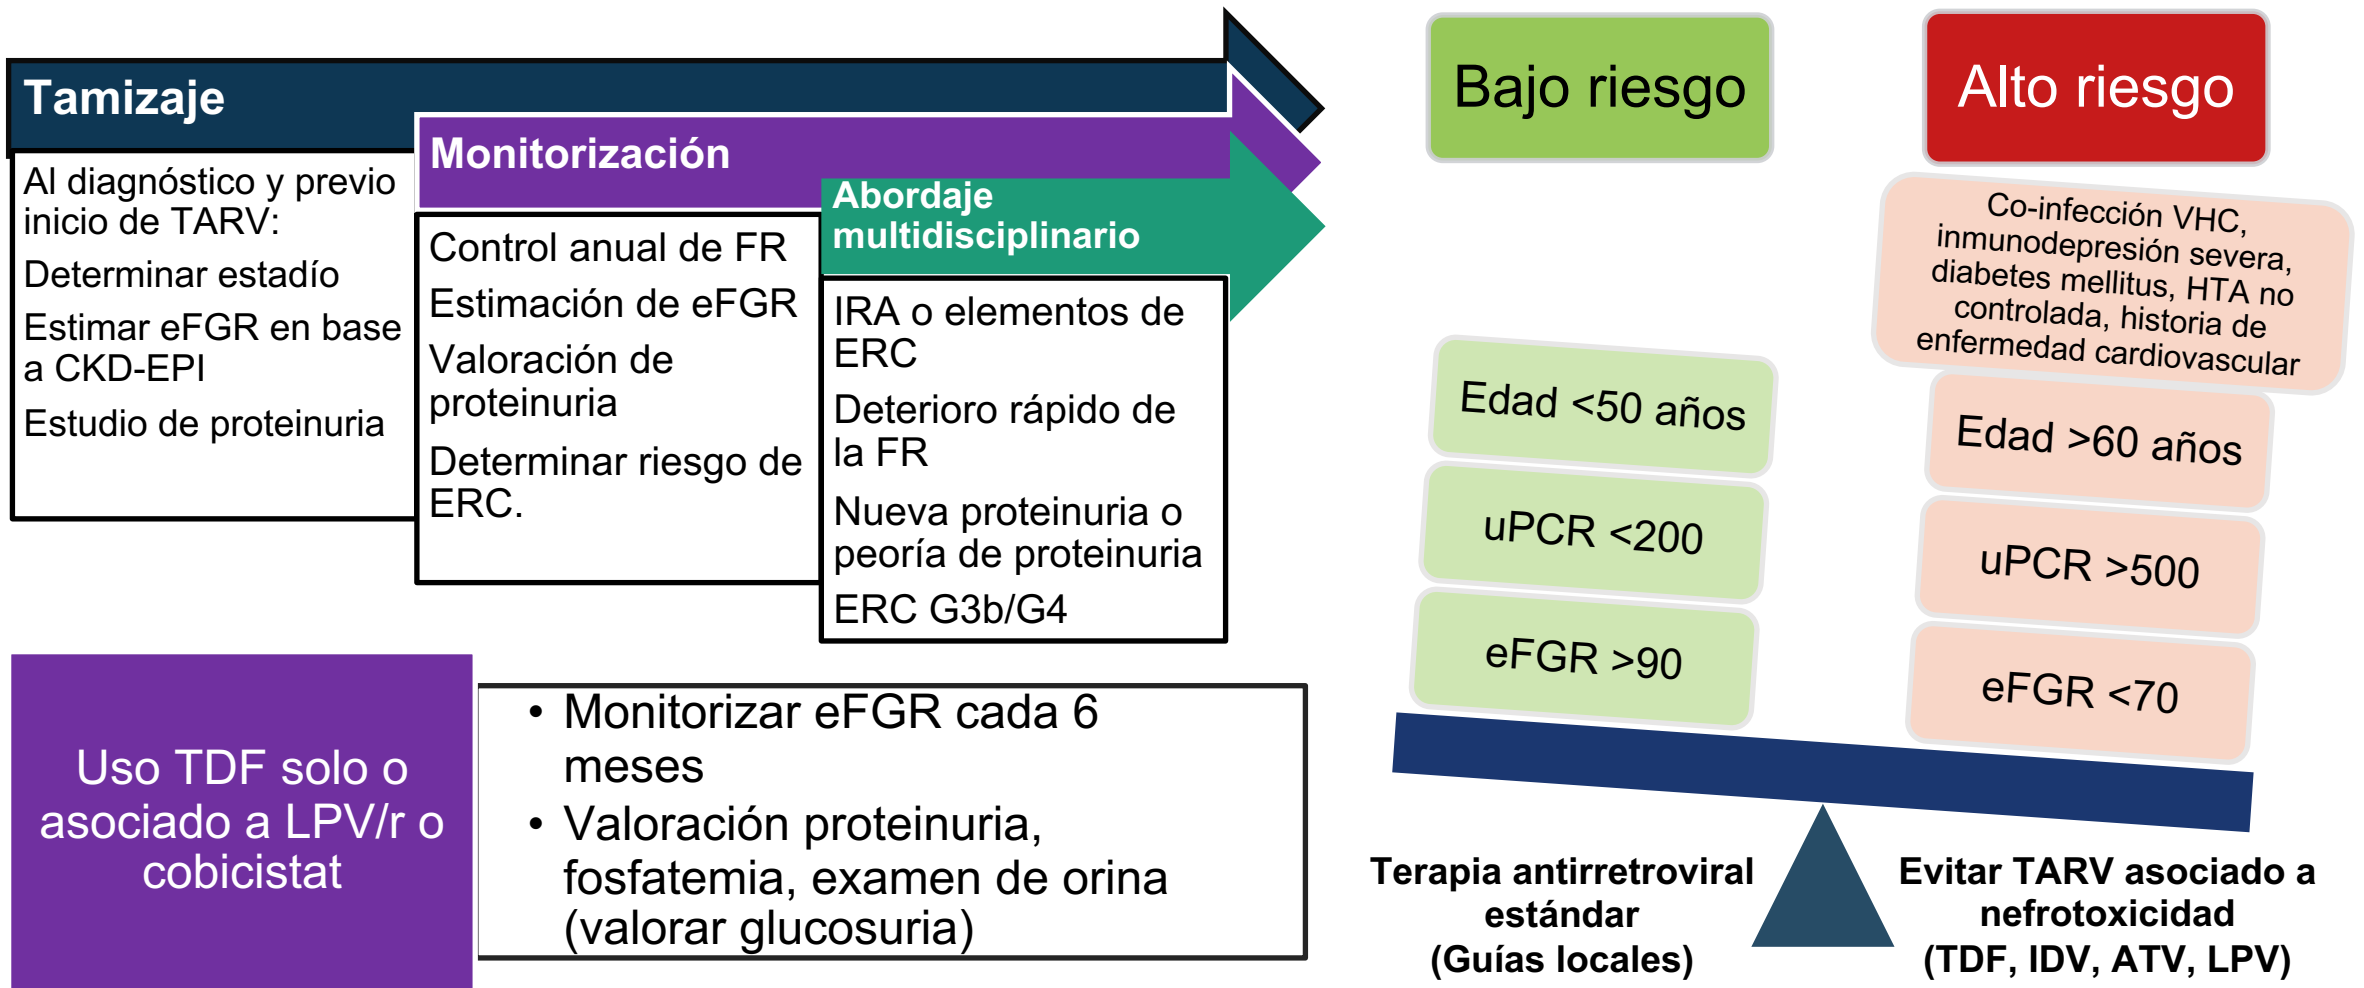 Tamizaje
Al diagnóstico y previo
inicio de TARV:
Determinar estadío
Estimar eFGR en base
a CKD-EPI
Estudio de proteinuria
Monitorización
Control anual de FR
Estimación de eFGR
Valoración de
proteinuria
Determinar riesgo de
ERC.
Abordaje
multidisciplinario
IRA o elementos de
ERC
Deterioro rápido de
la FR
Nueva proteinuria o
peoría de proteinuria
ERC G3b/G4
Uso TDF solo o
asociado a LPV/r o
cobicistat
• Monitorizar eFGR cada 6
meses
• Valoración proteinuria,
fosfatemia, examen de orina
(valorar glucosuria)
Bajo riesgo
Edad <50 años
uPCR <200
eFGR >90
Terapia antirretroviral
estándar
(Guías locales)
Alto riesgo
Co-infección VHC,
inmunodepresión severa,
diabetes mellitus, HTA no
controlada, historia de
enfermedad cardiovascular
Edad >60 años
uPCR >500
eFGR <70
Evitar TARV asociado a
nefrotoxicidad
(TDF, IDV, ATV, LPV)